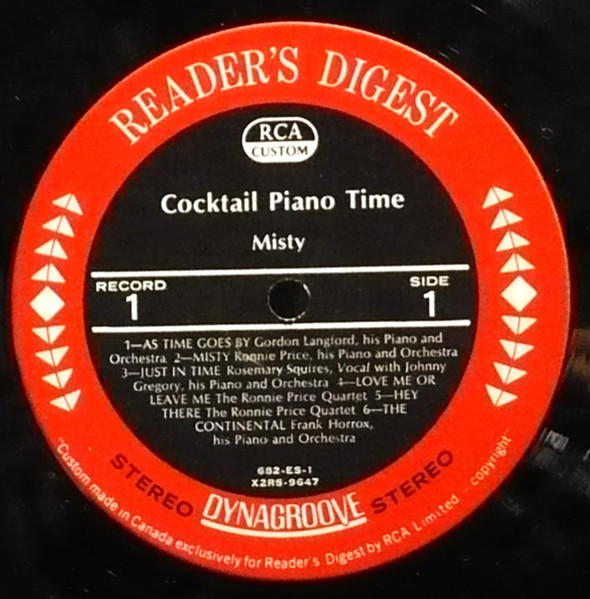 READER'S DIGEST
RCA
CUSTOM
Cocktail Piano Time
Misty
RECORD
1
SIDE
1
1—AS TIME GOES BY Gordon Langford, his Piano and
Orchestra 2—MISTY Ronnie Price, his Piano and Orchestra
3—JUST IN TIME Rosemary Squires, Vocal with Johnny
Gregory, his Piano and Orchestra 4—LOVE ME OR
LEAVE ME The Ronnie Price Quartet 5—HEY
THERE The Ronnie Price Quartet 6—THE
CONTINENTAL Frank Horrox,
his Piano and Orchestra
682-ES-1
X2RS-9647
STEREO DYNAGROOVE STEREO
"Custom made in Canada exclusively for Reader's Digest by RCA Limited - copyright"